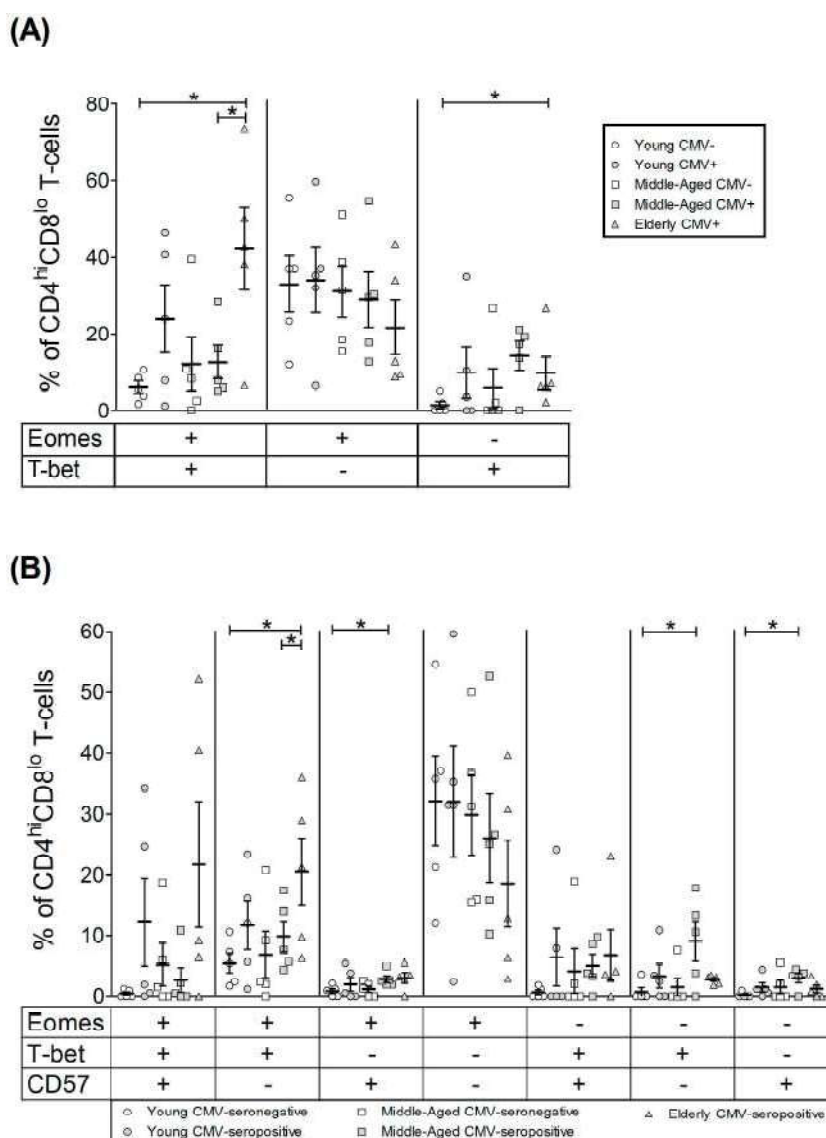 (A)
80
60
40
20
0
% of CD4hiCD8lo T-cells
* * *
Young CMV-
Young CMV+
Middle-Aged CMV-
Middle-Aged CMV+
Elderly CMV+
Eomes + + -
T-bet + - +
(B)
60
50
40
30
20
10
0
% of CD4hiCD8lo T-cells
* * * * *
Eomes + + + + - - -
T-bet + + - - + + -
CD57 + - + - + - +
Young CMV-seronegative Middle-Aged CMV-seronegative Elderly CMV-seropositive
Young CMV-seropositive Middle-Aged CMV-seropositive